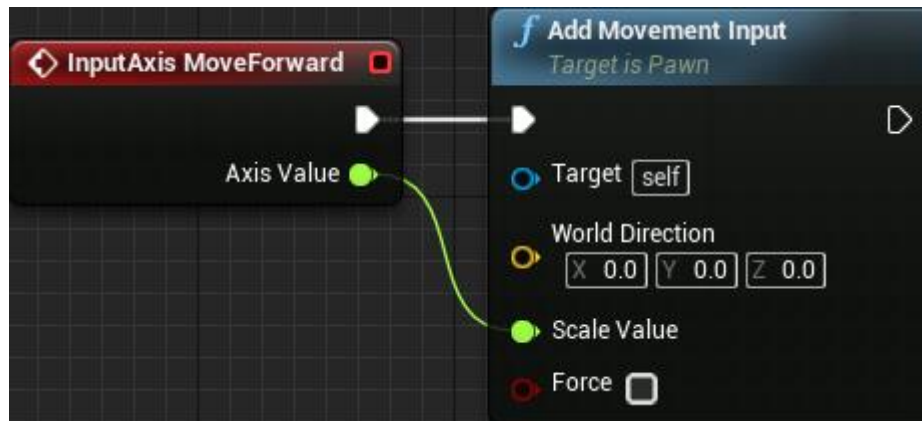 InputAxis MoveForward
Axis Value
f Add Movement Input
Target is Pawn
Target self
World Direction
X 0.0 Y 0.0 Z 0.0
Scale Value
Force